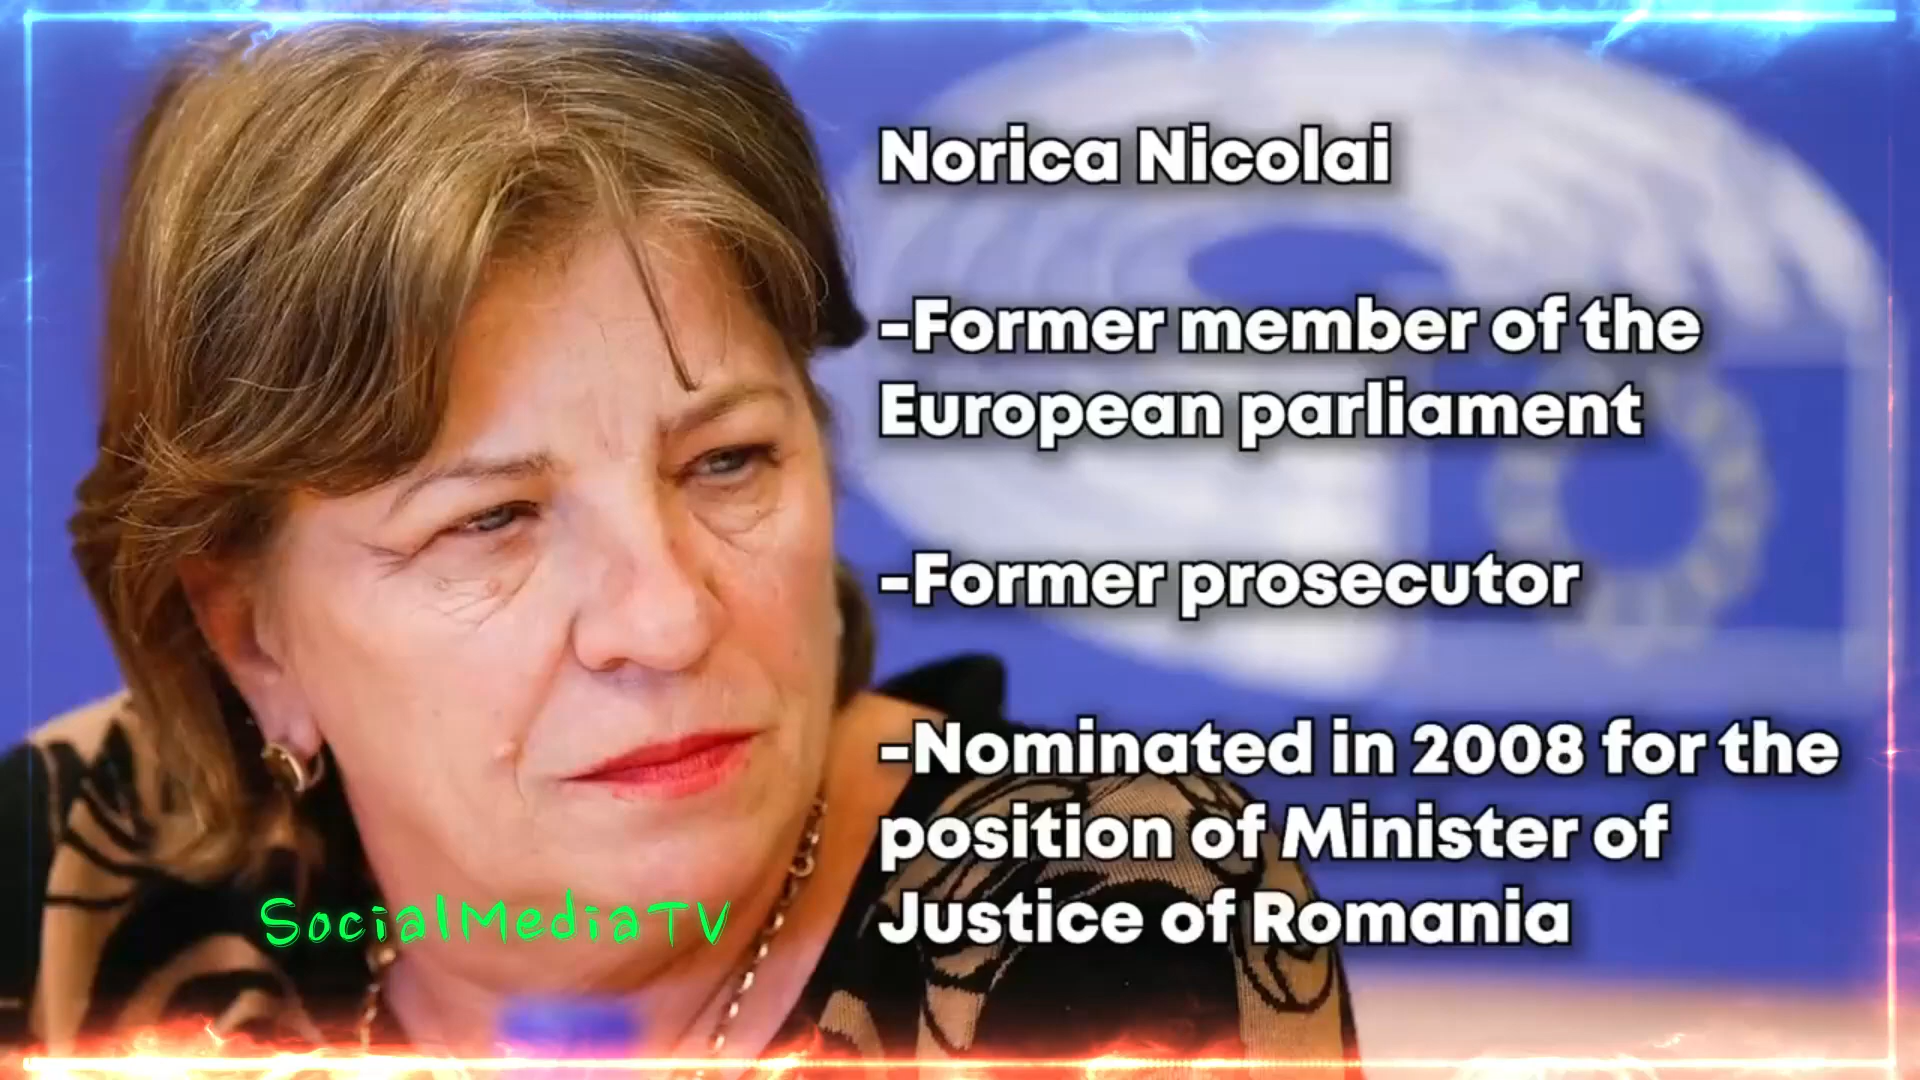 Norica Nicolai
-Former member of the
European parliament
-Former prosecutor
-Nominated in 2008 for the
position of Minister of
Justice of Romania
SocialMediaTV